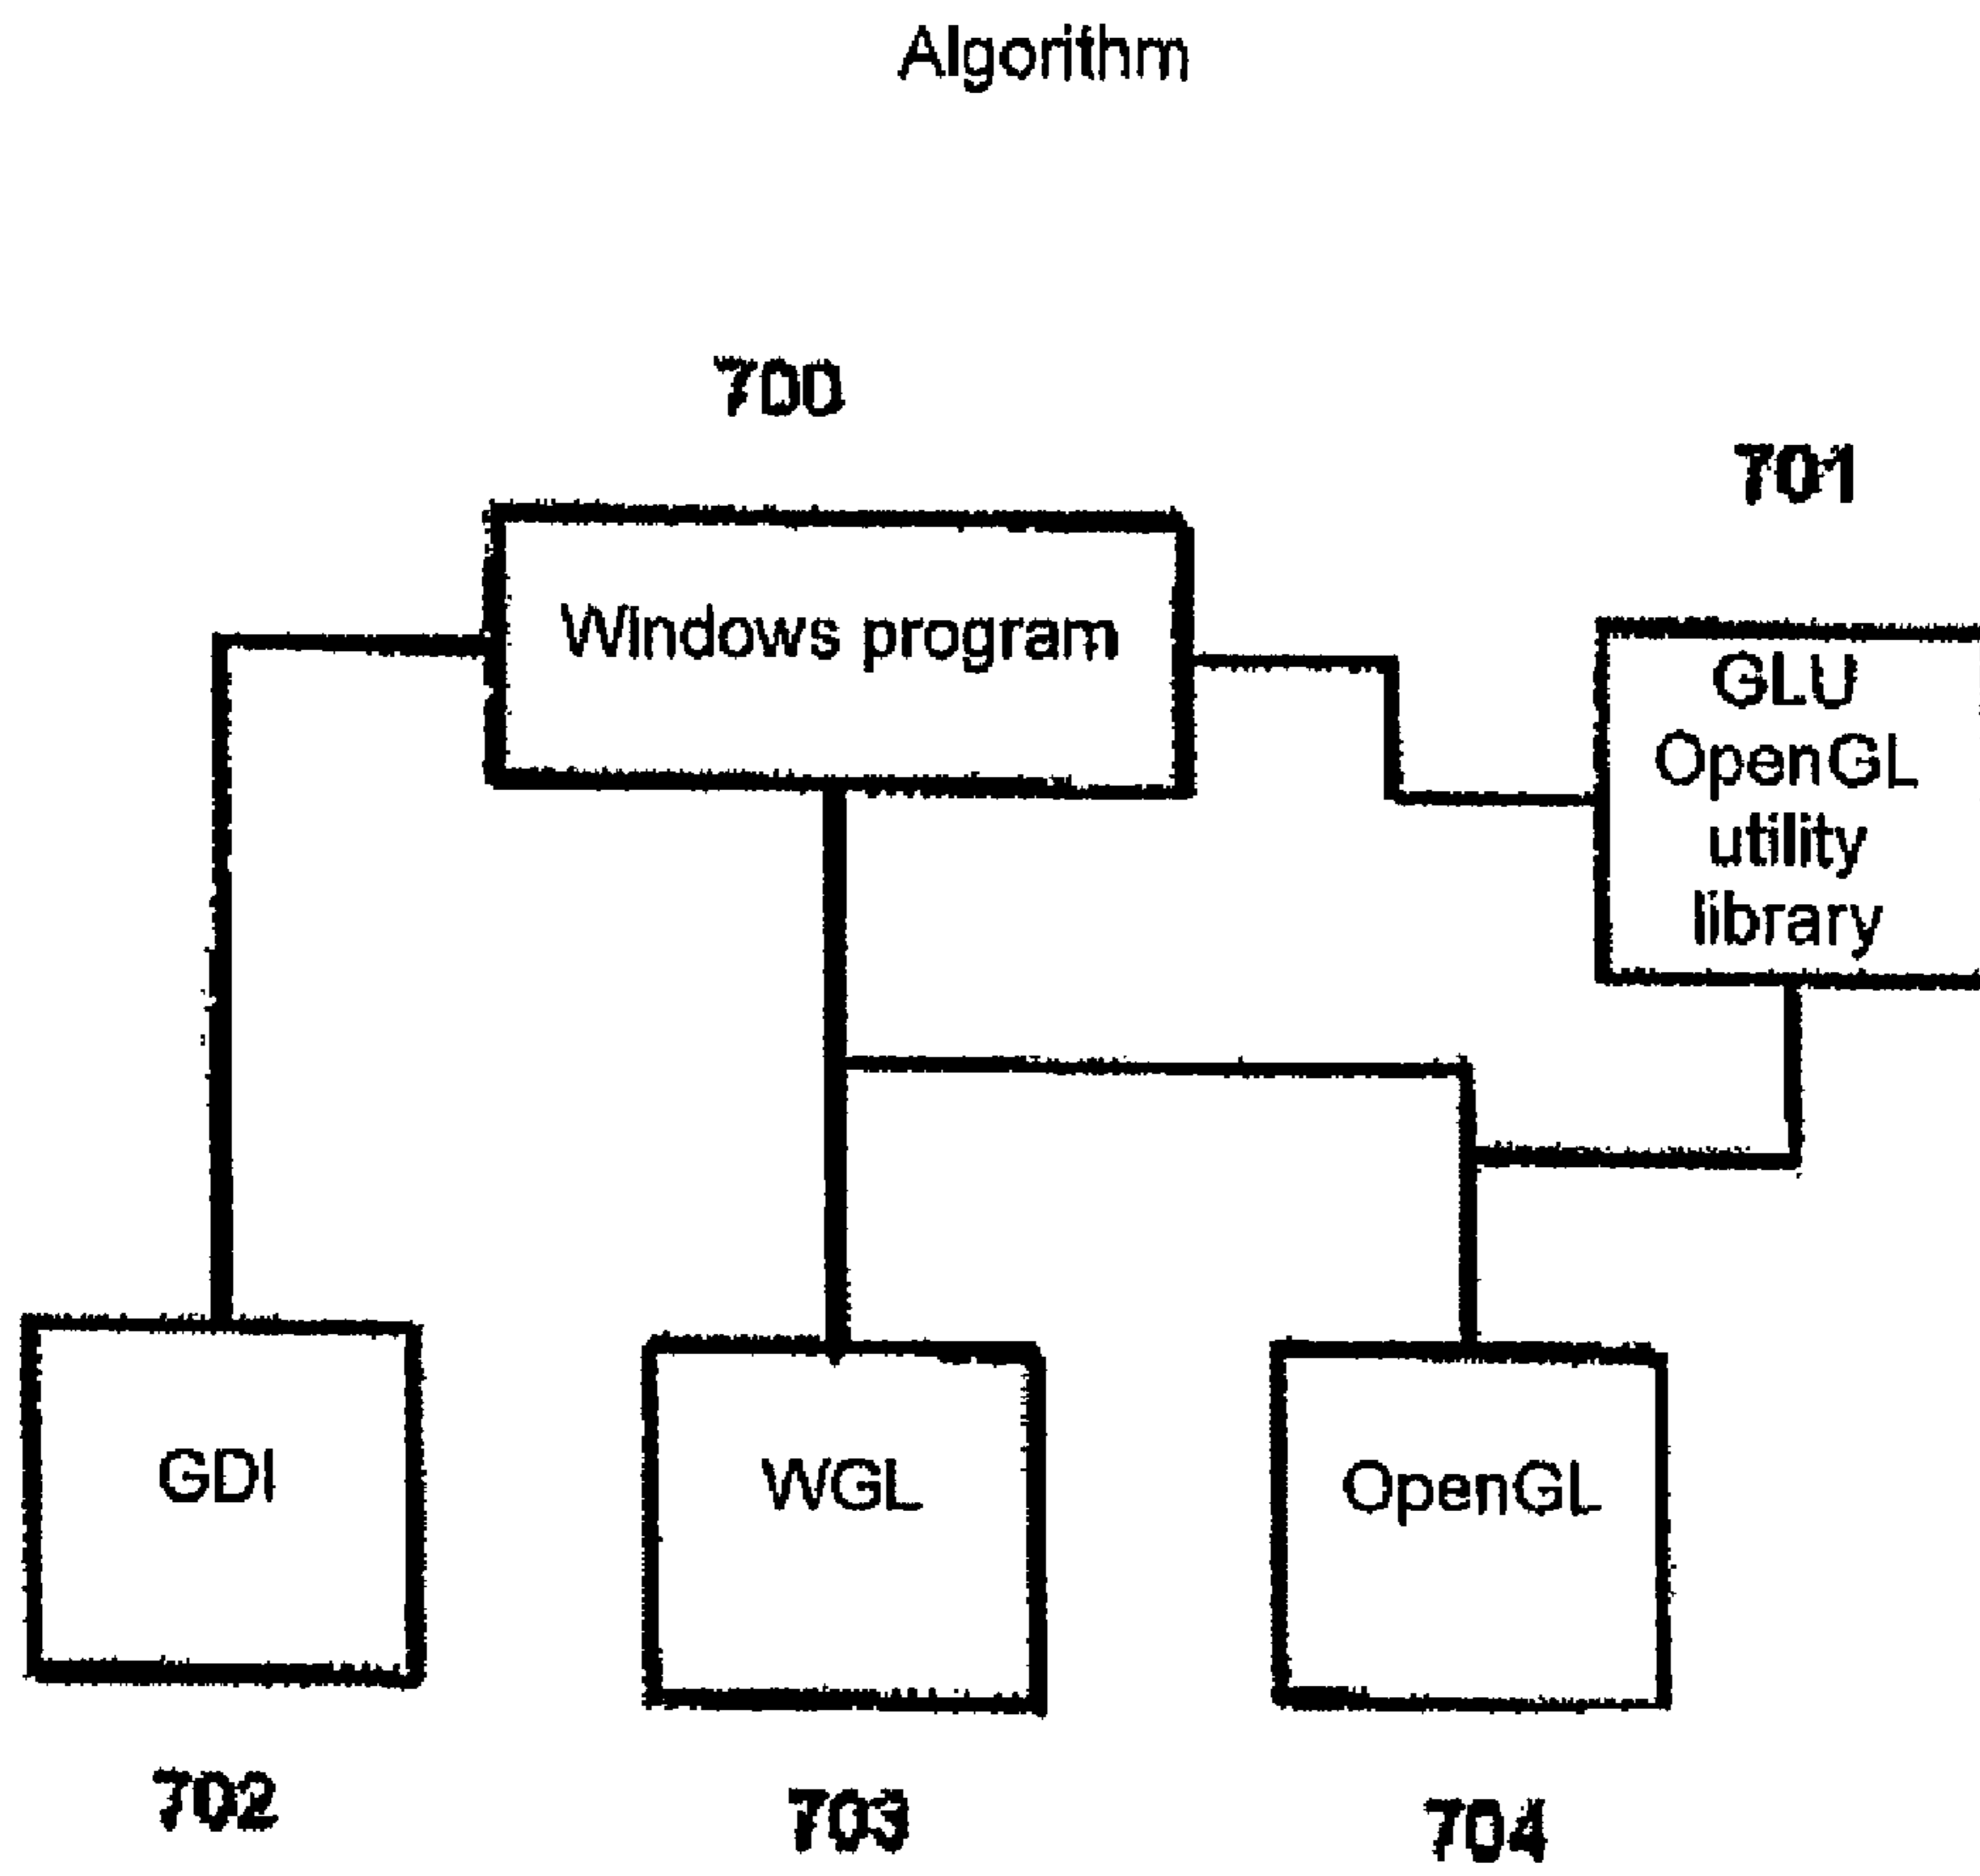 Algorithm
700
701
Windows program
GLU
OpenGL
utility
library
GDI
WGL
OpenGL
702
703
704